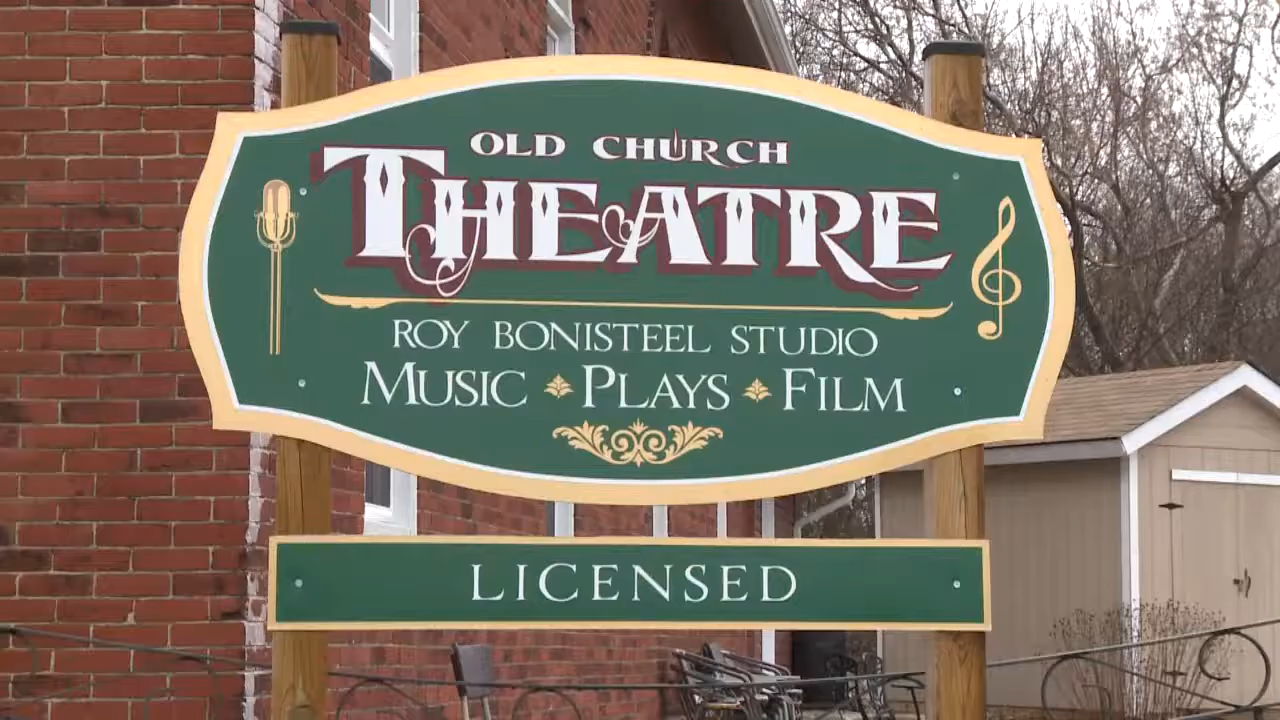 OLD CHURCH
THEATRE
ROY BONISTEEL STUDIO
MUSIC PLAYS FILM
LICENSED